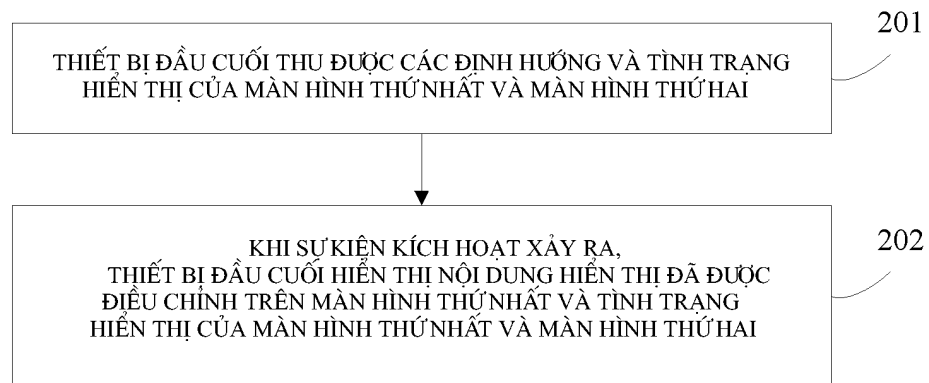 201
THIẾT BỊ ĐẦU CUỐI THU ĐƯỢC CÁC ĐỊNH HƯỚNG VÀ TÌNH TRẠNG
HIỂN THỊ CỦA MÀN HÌNH THỨ NHẤT VÀ MÀN HÌNH THỨ HAI
202
KHI SỰ KIỆN KÍCH HOẠT XẢY RA,
THIẾT BỊ ĐẦU CUỐI HIỂN THỊ NỘI DUNG HIỂN THỊ ĐÃ ĐƯỢC
ĐIỀU CHỈNH TRÊN MÀN HÌNH THỨ NHẤT VÀ TÌNH TRẠNG
HIỂN THỊ CỦA MÀN HÌNH THỨ NHẤT VÀ MÀN HÌNH THỨ HAI